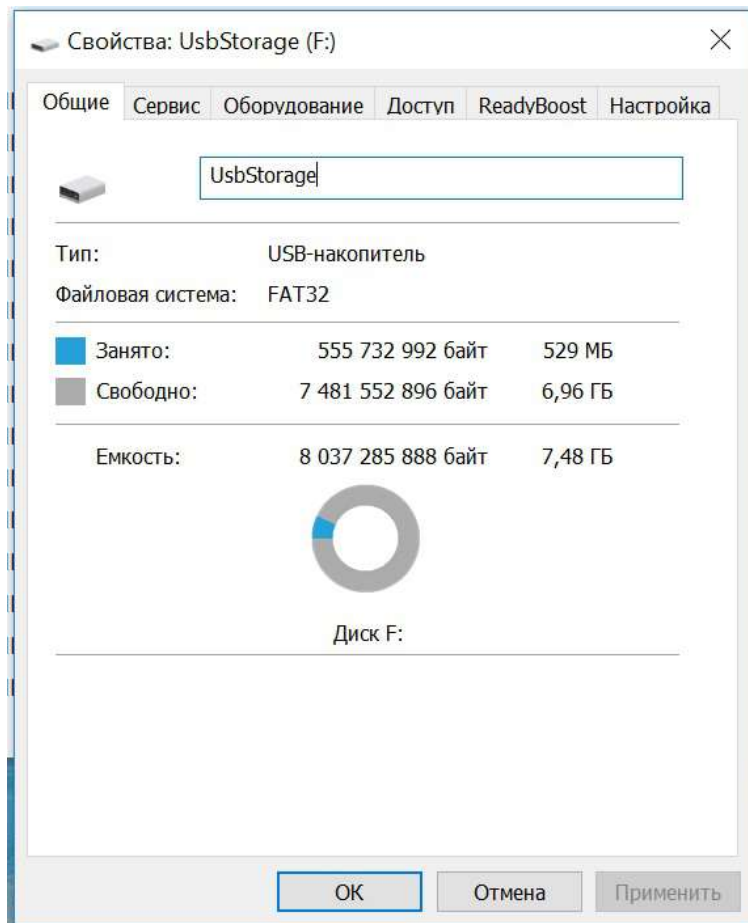 Свойства: UsbStorage (F:)
Общие Сервис Оборудование Доступ ReadyBoost Настройка
UsbStorage
Тип: USB-накопитель
Файловая система: FAT32
Занято: 555 732 992 байт 529 МБ
Свободно: 7 481 552 896 байт 6,96 ГБ
Емкость: 8 037 285 888 байт 7,48 ГБ
Диск F:
ОК Отмена Применить